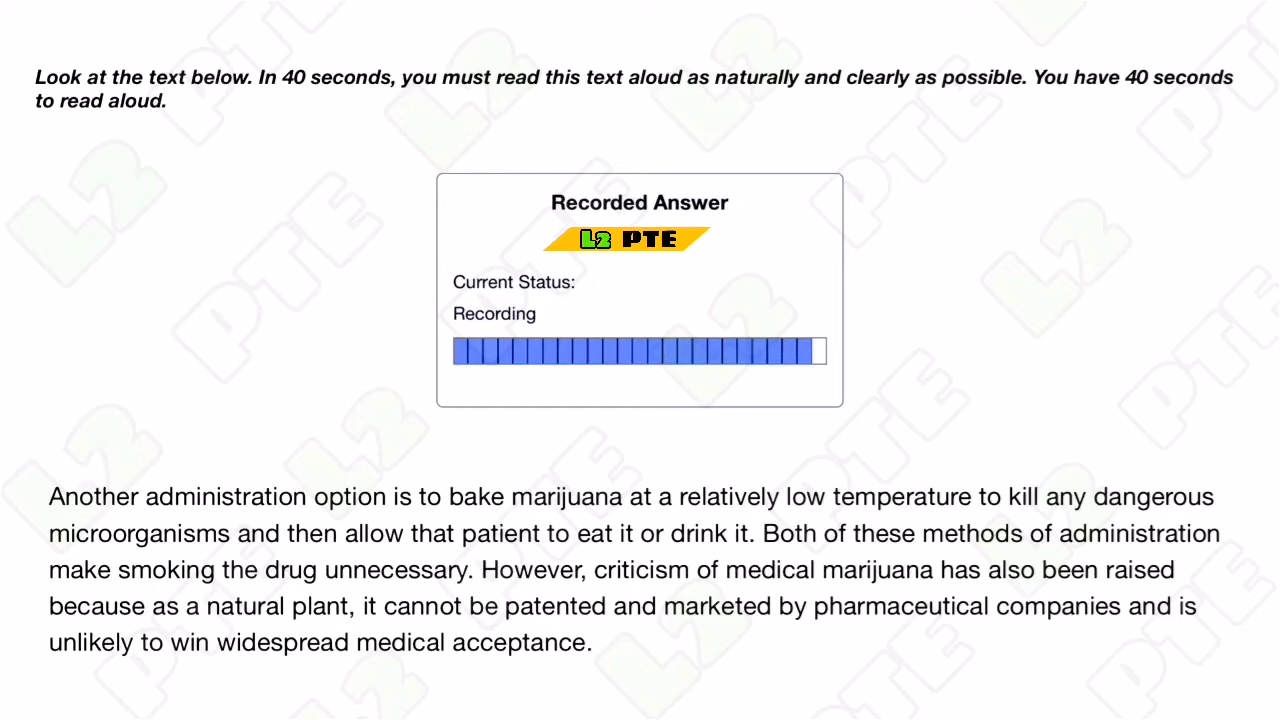 Look at the text below. In 40 seconds, you must read this text aloud as naturally and clearly as possible. You have 40 seconds
to read aloud.
Recorded Answer
L2 PTE
Current Status:
Recording
Another administration option is to bake marijuana at a relatively low temperature to kill any dangerous
microorganisms and then allow that patient to eat it or drink it. Both of these methods of administration
make smoking the drug unnecessary. However, criticism of medical marijuana has also been raised
because as a natural plant, it cannot be patented and marketed by pharmaceutical companies and is
unlikely to win widespread medical acceptance.